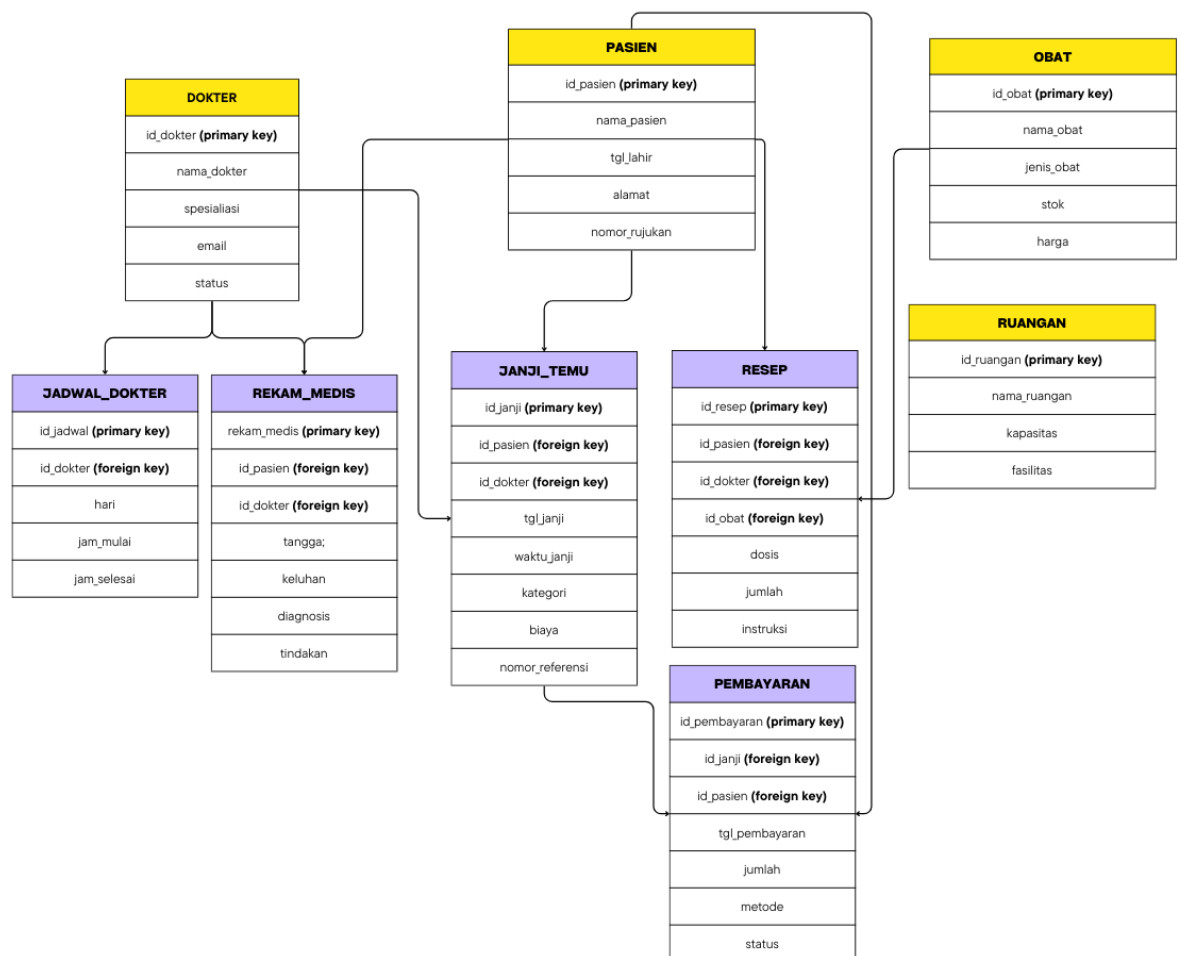 PASIEN
id_pasien (primary key)
nama_pasien
tgl_lahir
alamat
nomor_rujukan
OBAT
id_obat (primary key)
nama_obat
jenis_obat
stok
harga
DOKTER
id_dokter (primary key)
nama_dokter
spesialiasi
email
status
RUANGAN
id_ruangan (primary key)
nama_ruangan
kapasitas
fasilitas
JADWAL_DOKTER
id_jadwal (primary key)
id_dokter (foreign key)
hari
jam_mulai
jam_selesai
REKAM_MEDIS
rekam_medis (primary key)
id_pasien (foreign key)
id_dokter (foreign key)
tangga;
keluhan
diagnosis
tindakan
JANJI_TEMU
id_janji (primary key)
id_pasien (foreign key)
id_dokter (foreign key)
tgl_janji
waktu_janji
kategori
biaya
nomor_referensi
RESEP
id_resep (primary key)
id_pasien (foreign key)
id_dokter (foreign key)
id_obat (foreign key)
dosis
jumlah
instruksi
PEMBAYARAN
id_pembayaran (primary key)
id_janji (foreign key)
id_pasien (foreign key)
tgl_pembayaran
jumlah
metode
status